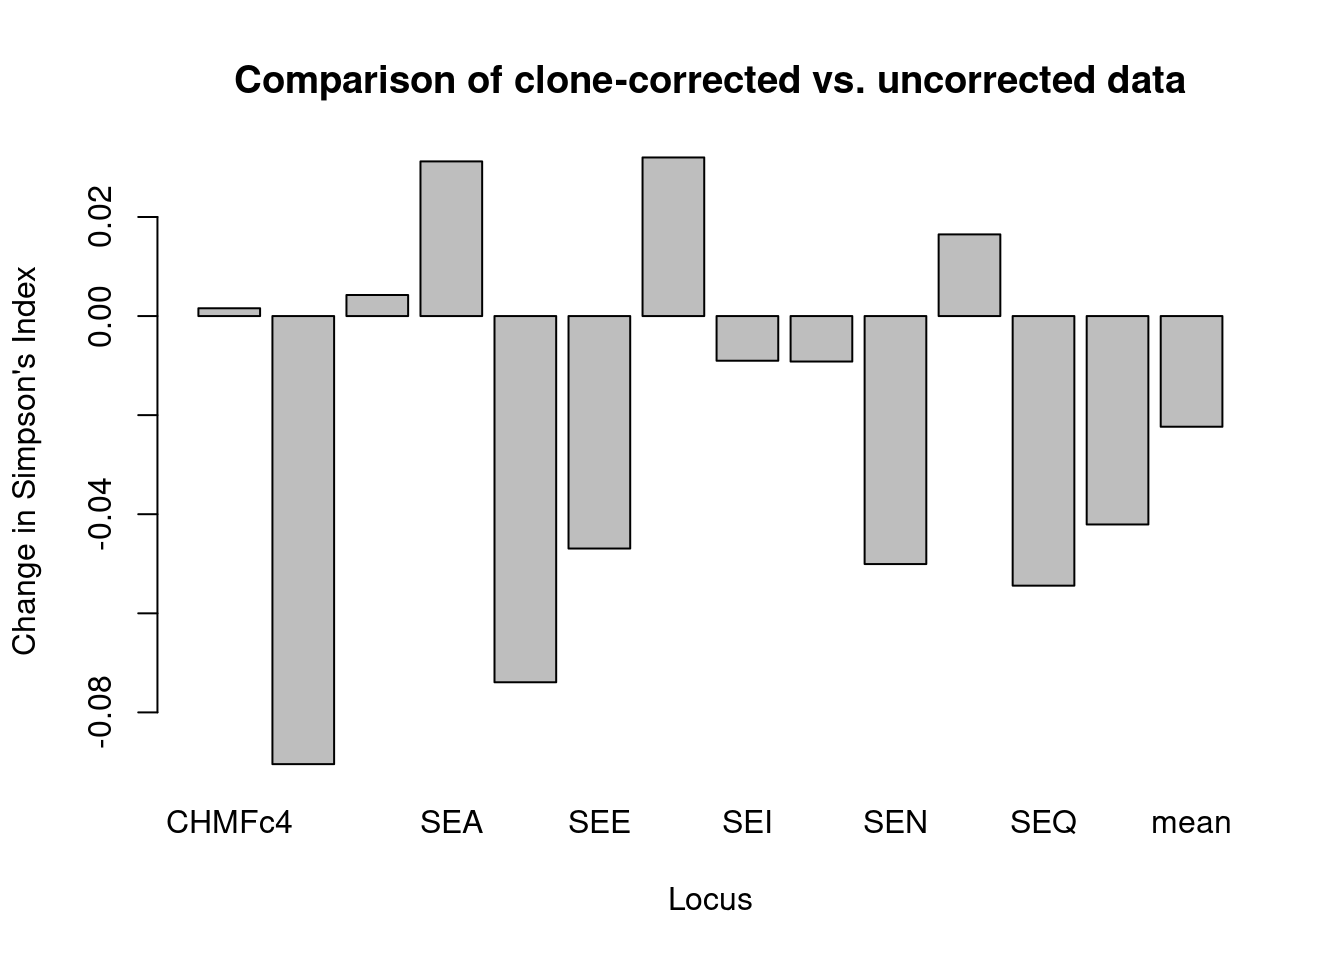 Comparison of clone-corrected vs. uncorrected data
Change in Simpson's Index
0.02
0.00
-0.04
-0.08
CHMFc4 SEA SEE SEI SEN SEQ mean
Locus